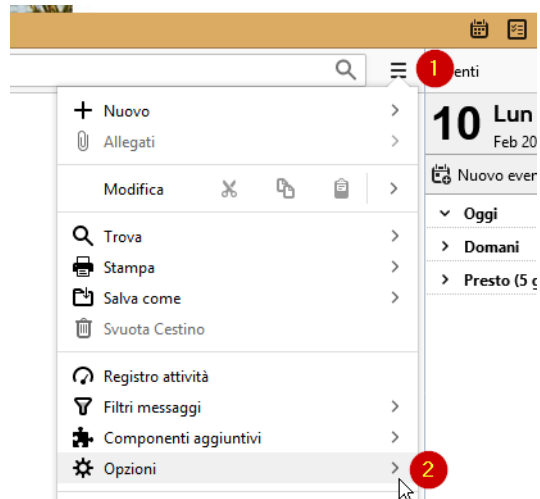 1
enti
Nuovo
Allegati
Modifica
Trova
Stampa
Salva come
Svuota Cestino
Registro attività
Filtri messaggi
Componenti aggiuntivi
Opzioni
2
10 Lun
Feb 20
Nuovo even
Oggi
Domani
Presto (5 g